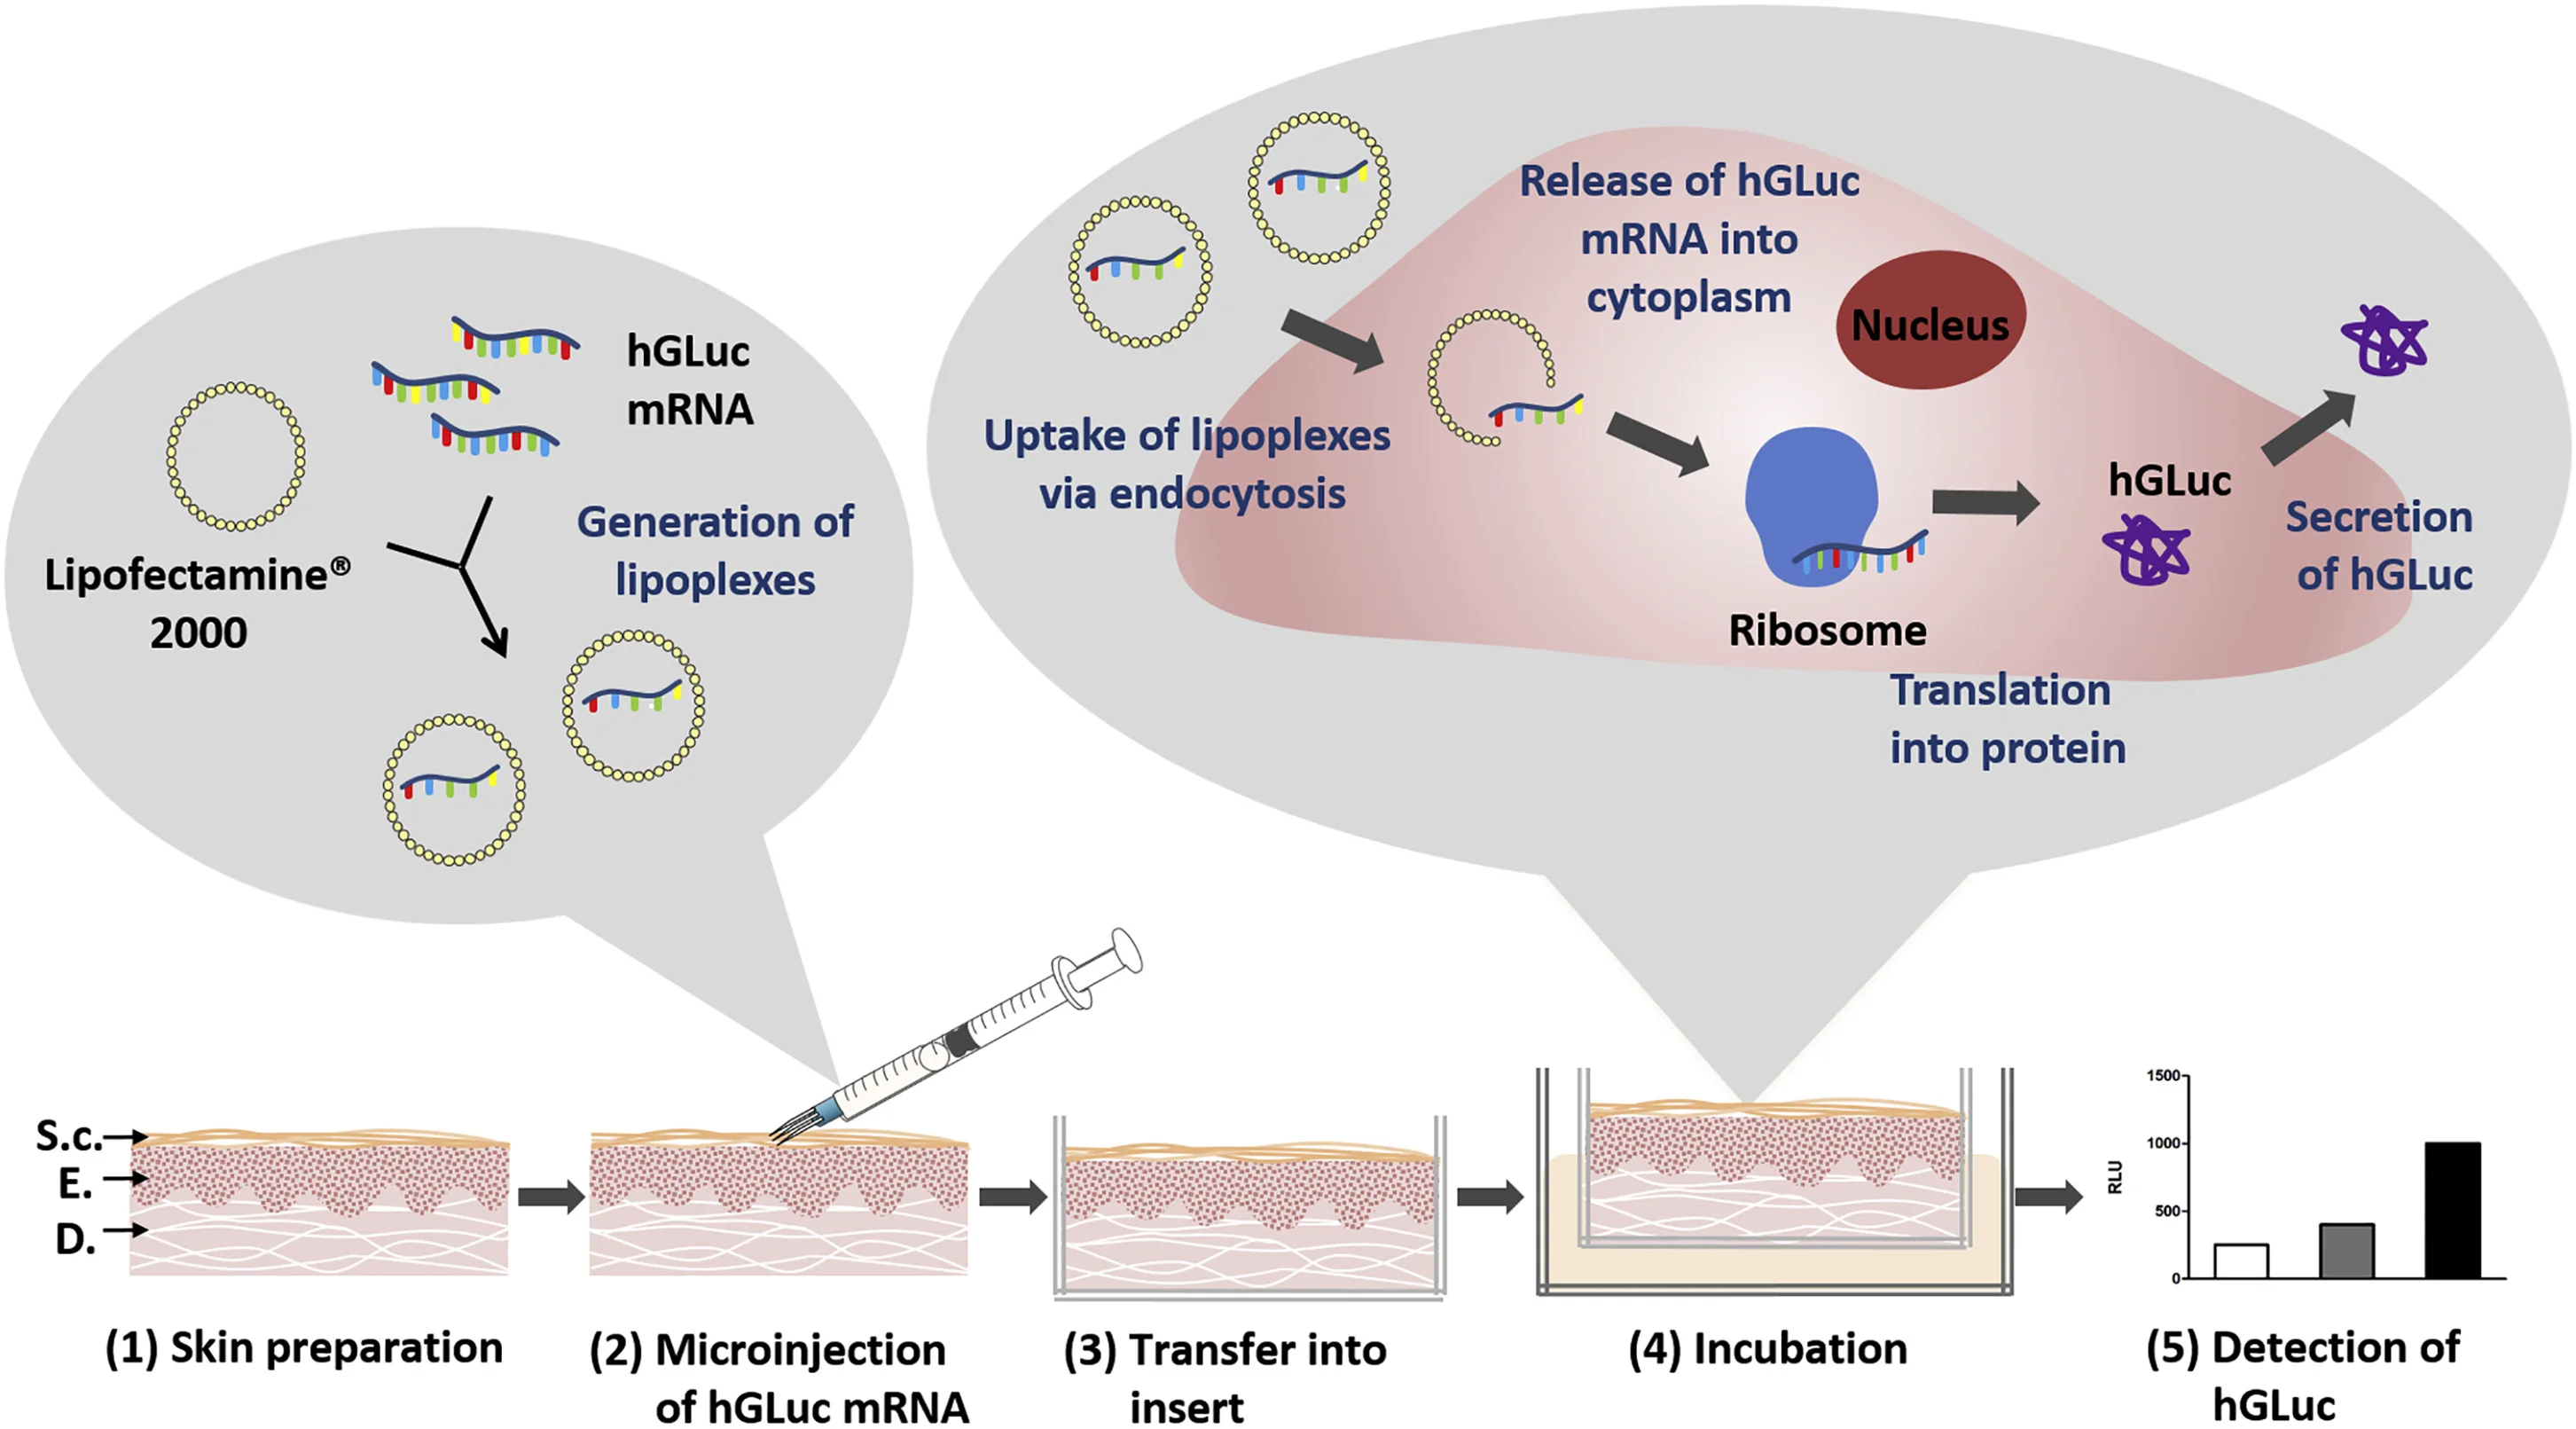 hGLuc
mRNA
Lipofectamine®
2000
Generation of
lipoplexes
Release of hGLuc
mRNA into
cytoplasm
Nucleus
Uptake of lipoplexes
via endocytosis
hGLuc
Secretion
of hGLuc
Ribosome
Translation
into protein
S.c.
E.
D.
1500
1000
500
0
RLU
(1) Skin preparation
(2) Microinjection
of hGLuc mRNA
(3) Transfer into
insert
(4) Incubation
(5) Detection of
hGLuc